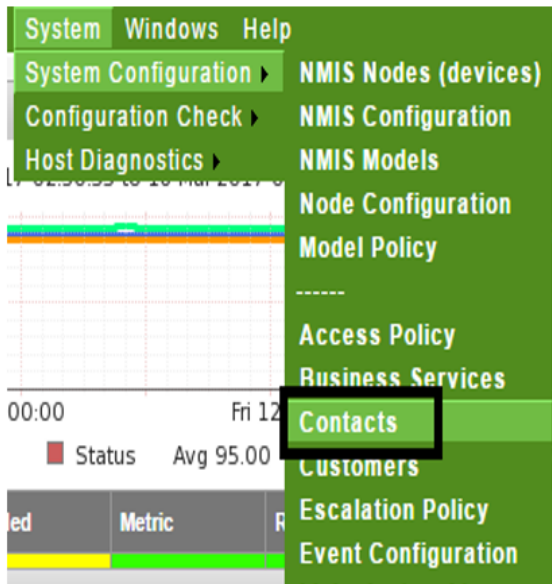 System Windows Help
System Configuration
Configuration Check
Host Diagnostics
NMIS Nodes (devices)
NMIS Configuration
NMIS Models
Node Configuration
Model Policy
------
Access Policy
Business Services
Contacts
Customers
Escalation Policy
Event Configuration
00:00 Fri 12
Status Avg 95.00
Metric